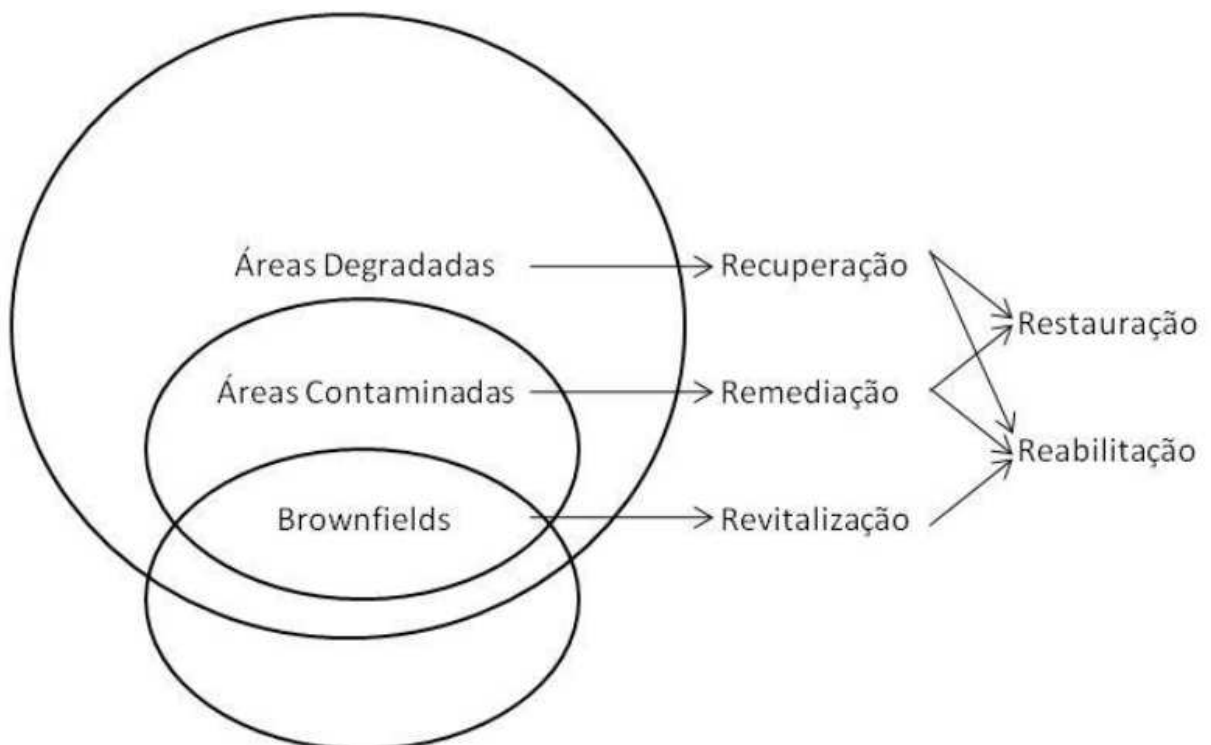 Áreas Degradadas
Recuperação
Restauração
Áreas Contaminadas
Remediação
Reabilitação
Brownfields
Revitalização